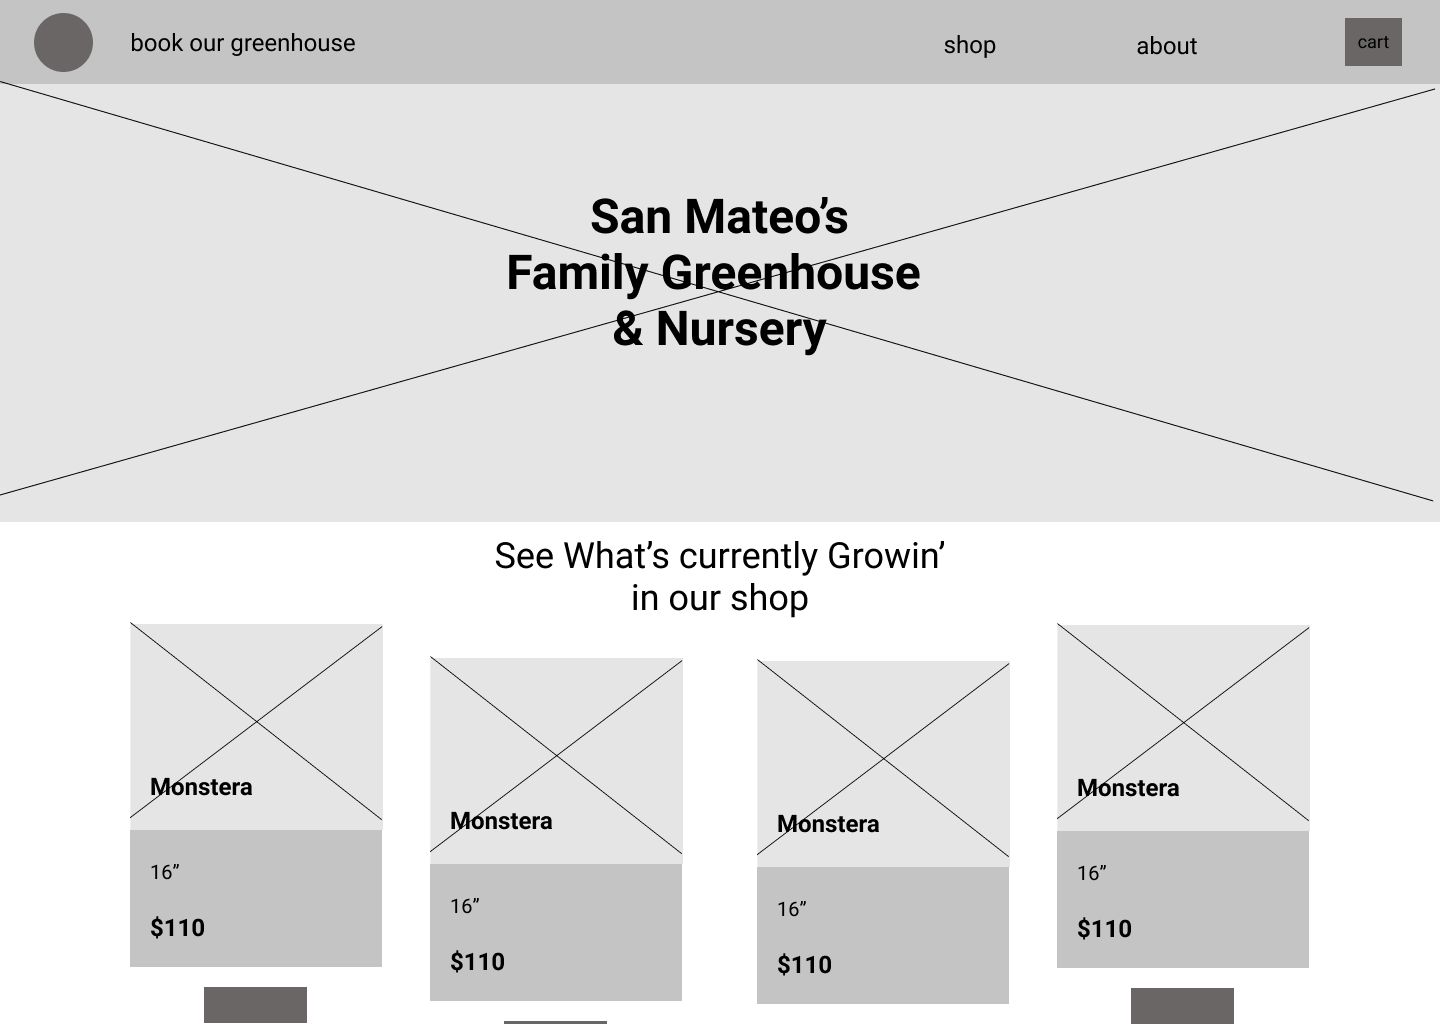 book our greenhouse
shop
about
cart
San Mateo’s
Family Greenhouse
& Nursery
See What’s currently Growin’
in our shop
Monstera
16”
$110
Monstera
16”
$110
Monstera
16”
$110
Monstera
16”
$110